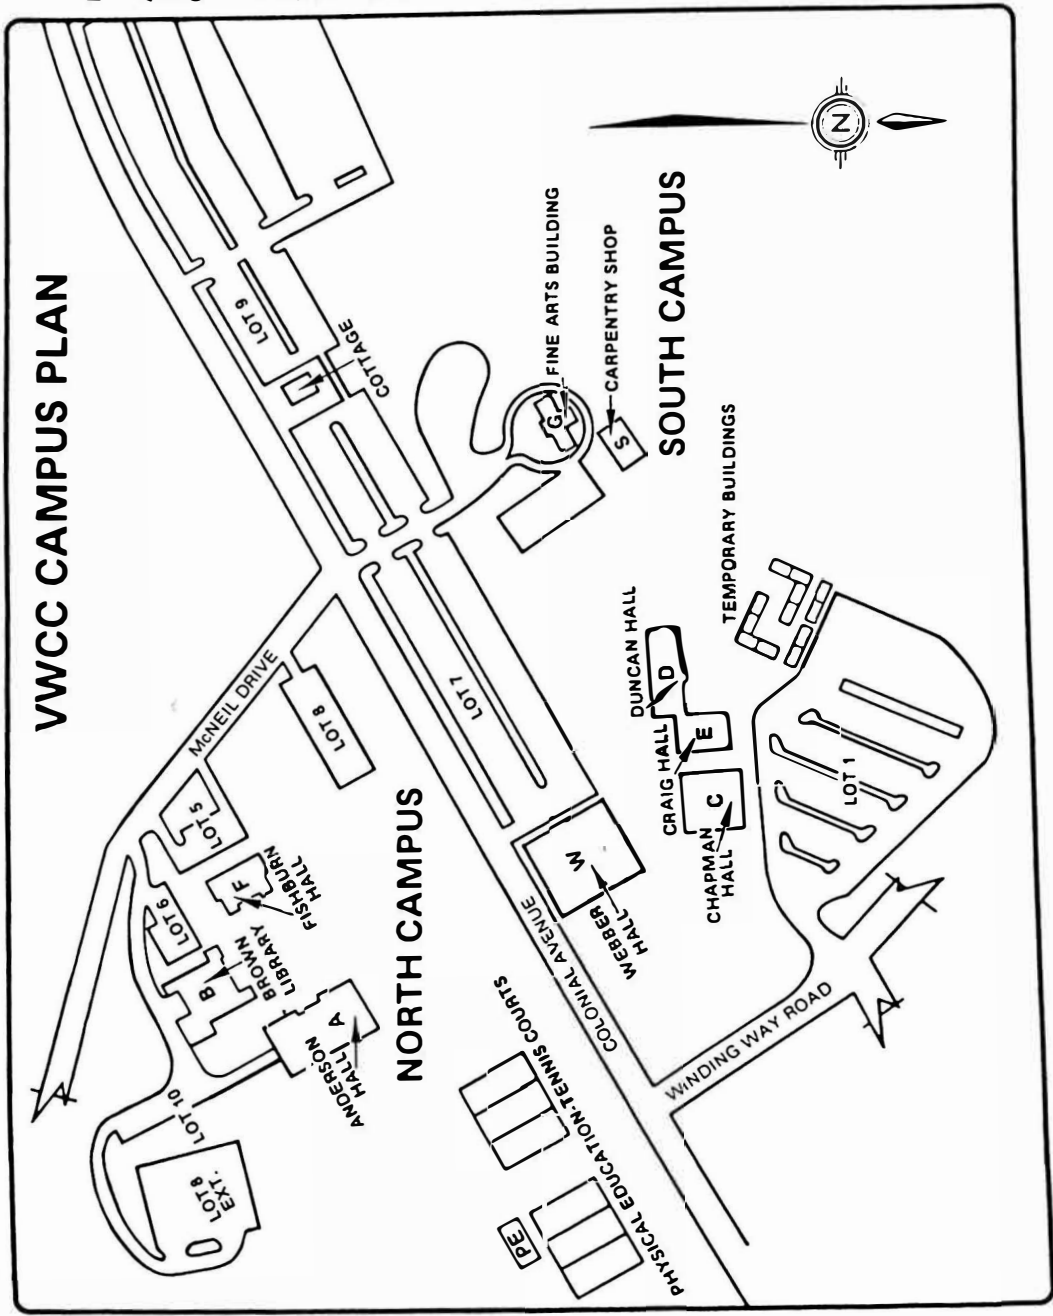 VWCC CAMPUS PLAN
LOT 9
COTTAGE
McNEIL DRIVE
LOT 8
LOT 7
LOT 5
F
FISHBURN
HALL
LOT 6
B
BROWN
LIBRARY
A
ANDERSON
HALL
LOT 10
LOT 8
EXT.
NORTH CAMPUS
COLONIAL AVENUE
PHYSICAL EDUCATION-TENNIS COURTS
PE
W
WEBBER
HALL
WINDING WAY ROAD
G
FINE ARTS BUILDING
S
CARPENTRY SHOP
SOUTH CAMPUS
TEMPORARY BUILDINGS
DUNCAN HALL
D
CRAIG HALL
E
CHAPMAN
HALL
C
LOT 1
N